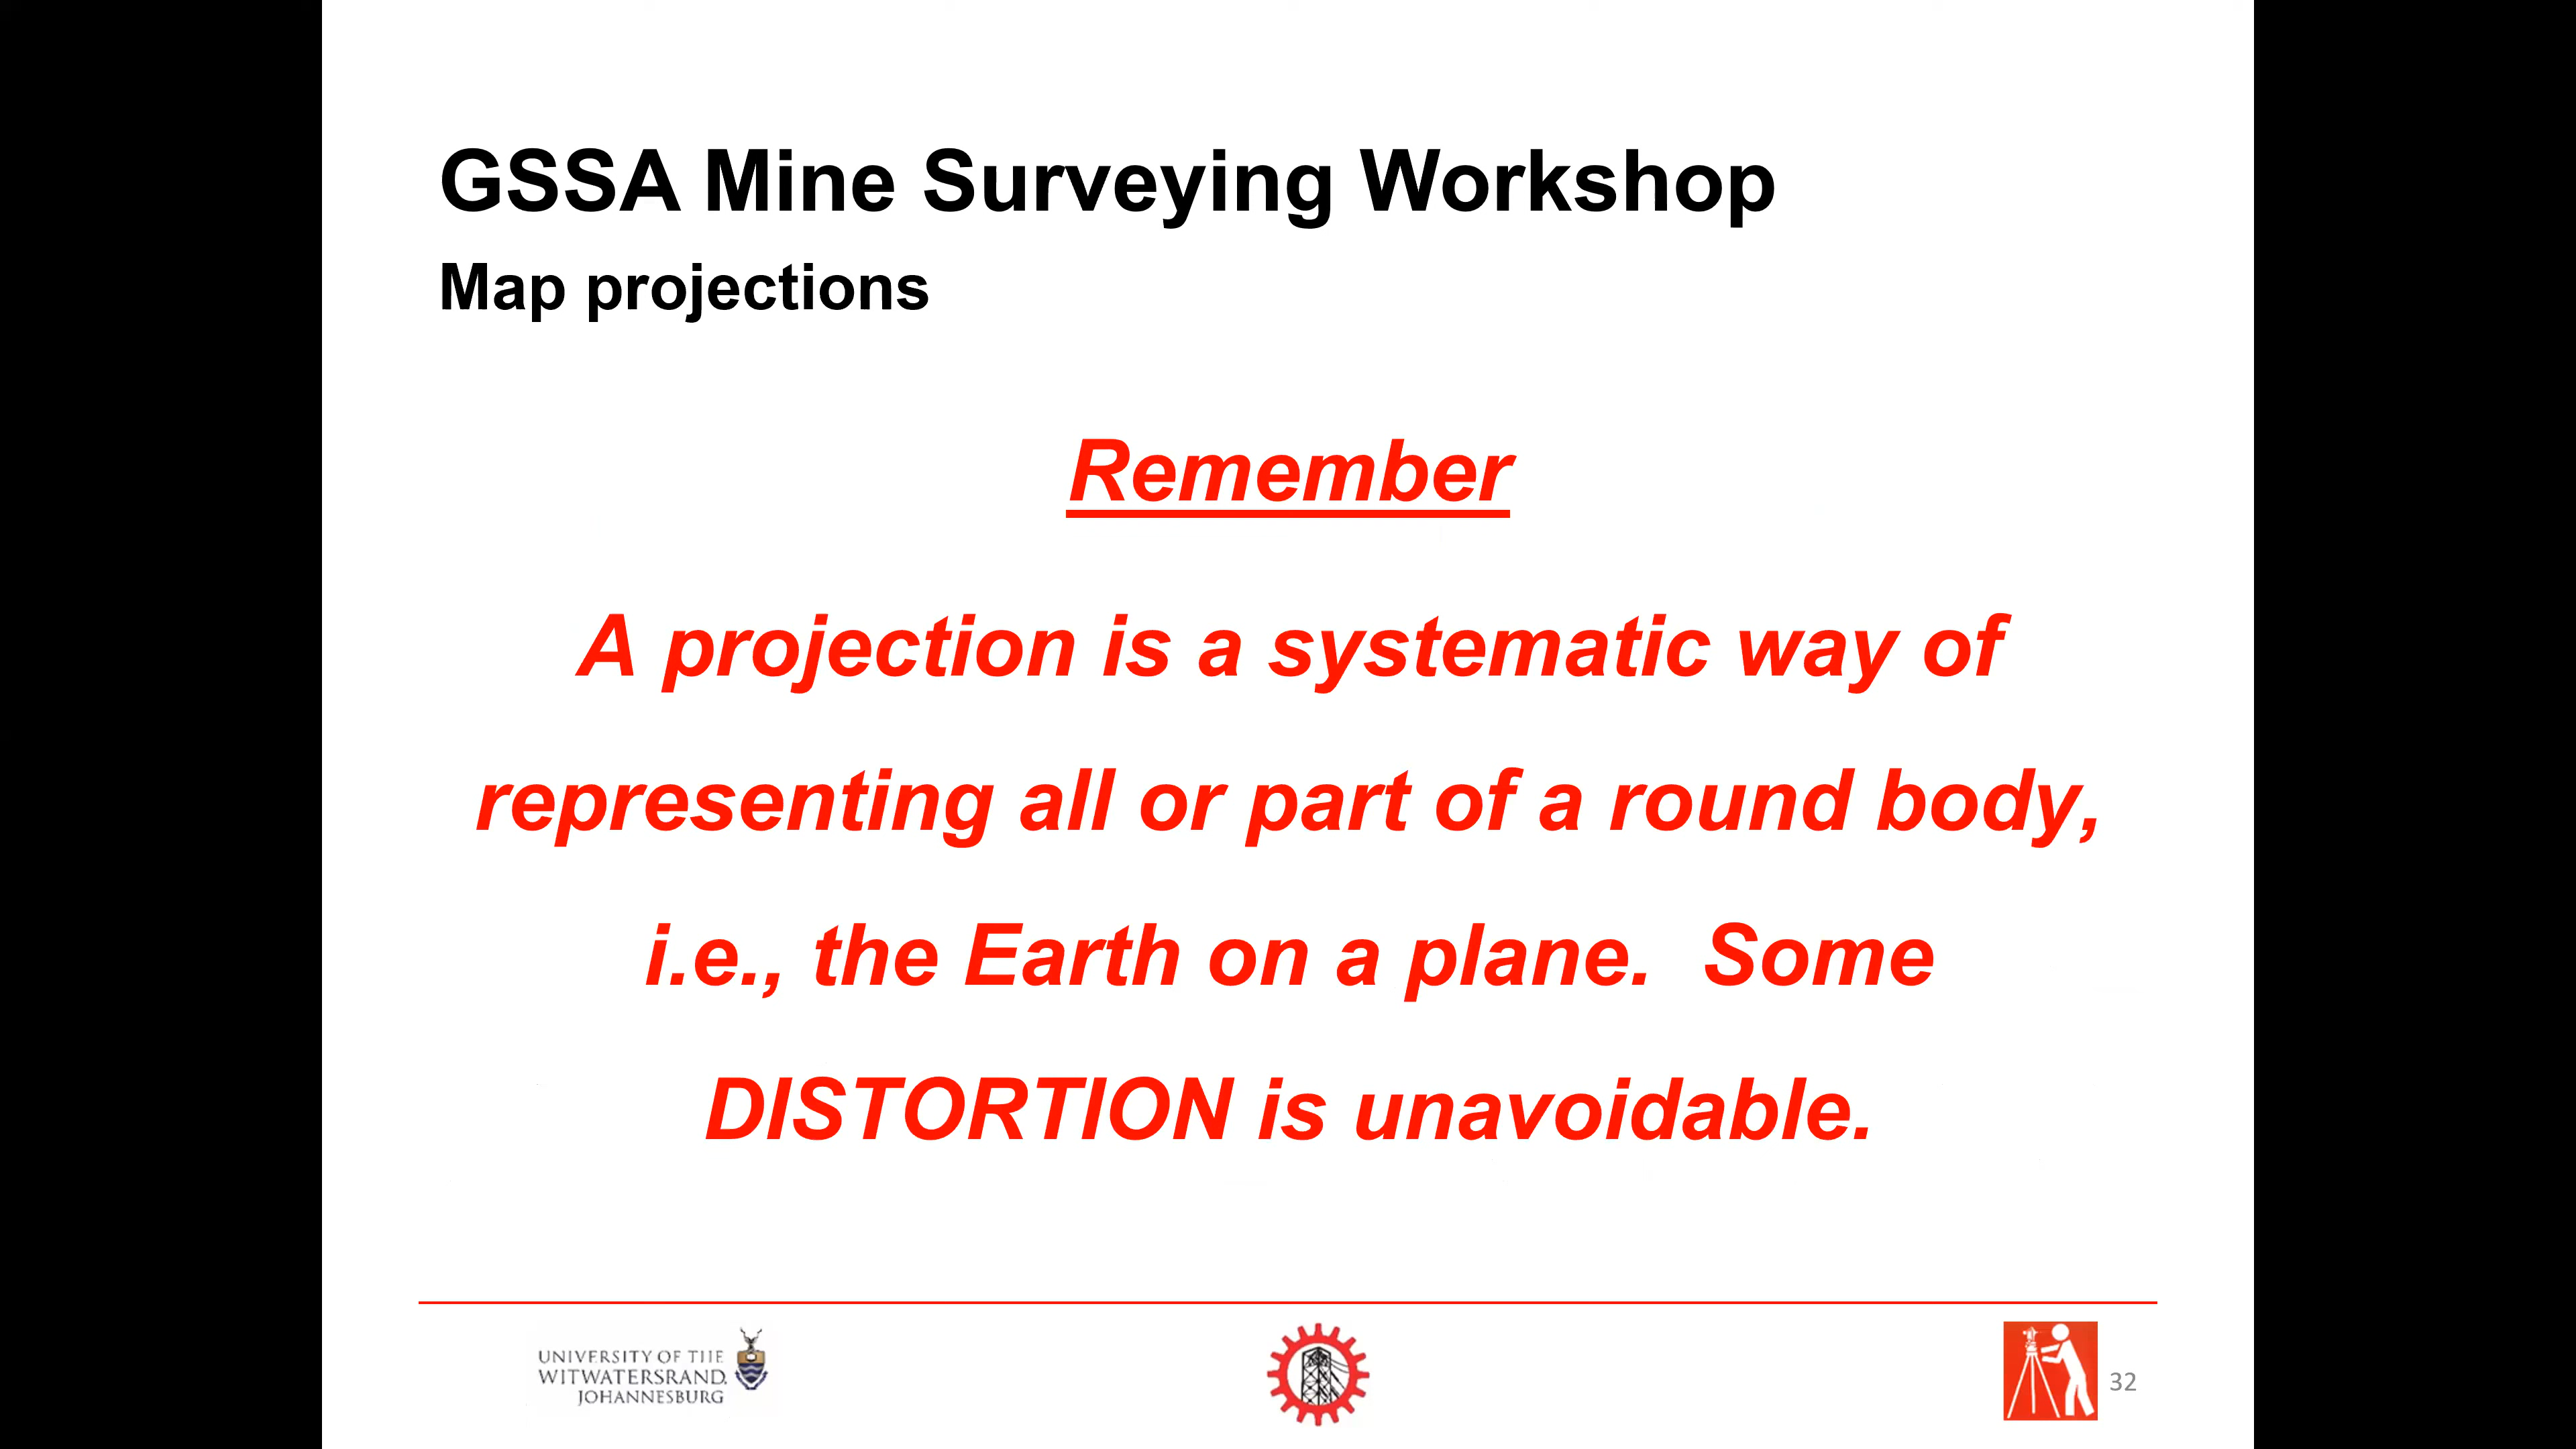 GSSA Mine Surveying Workshop
Map projections
Remember
A projection is a systematic way of
representing all or part of a round body,
i.e., the Earth on a plane.  Some
DISTORTION is unavoidable.
UNIVERSITY OF THE
WITWATERSRAND,
JOHANNESBURG
32